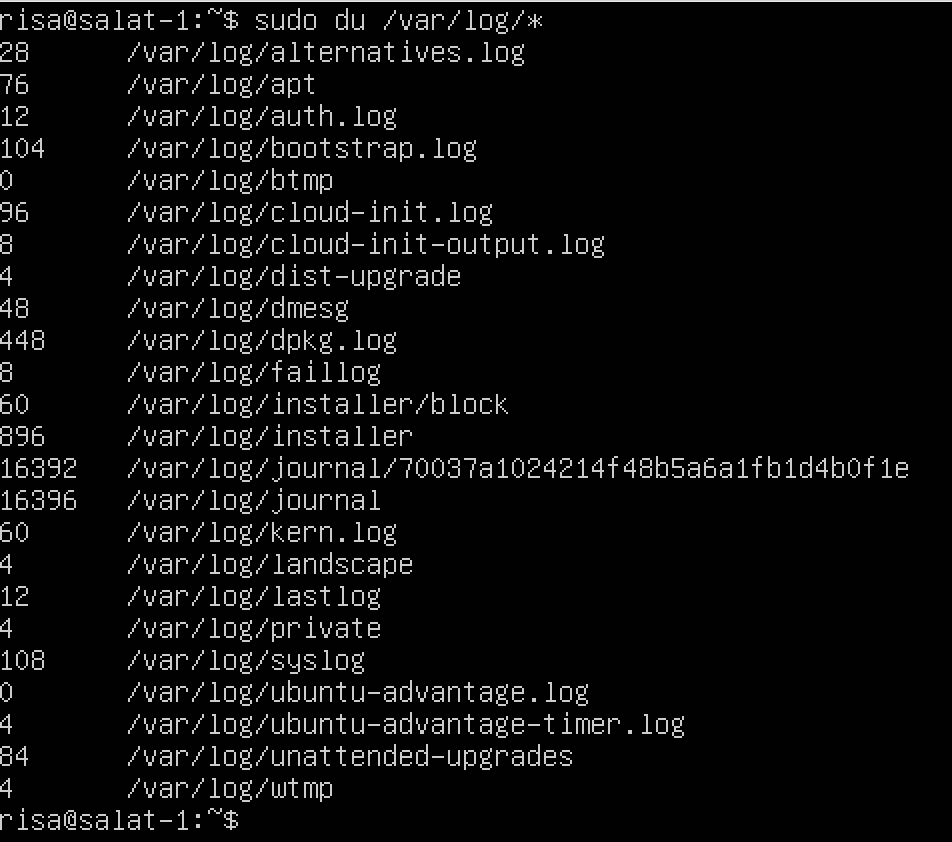 risa@salat-1:~$ sudo du /var/log/*
28 /var/log/alternatives.log
76 /var/log/apt
12 /var/log/auth.log
104 /var/log/bootstrap.log
0 /var/log/btmp
96 /var/log/cloud-init.log
8 /var/log/cloud-init-output.log
4 /var/log/dist-upgrade
48 /var/log/dmesg
448 /var/log/dpkg.log
8 /var/log/faillog
60 /var/log/installer/block
896 /var/log/installer
16392 /var/log/journal/70037a1024214f48b5a6a1fb1d4b0f1e
16396 /var/log/journal
60 /var/log/kern.log
4 /var/log/landscape
12 /var/log/lastlog
4 /var/log/private
108 /var/log/syslog
0 /var/log/ubuntu-advantage.log
4 /var/log/ubuntu-advantage-timer.log
84 /var/log/unattended-upgrades
4 /var/log/wtmp
risa@salat-1:~$